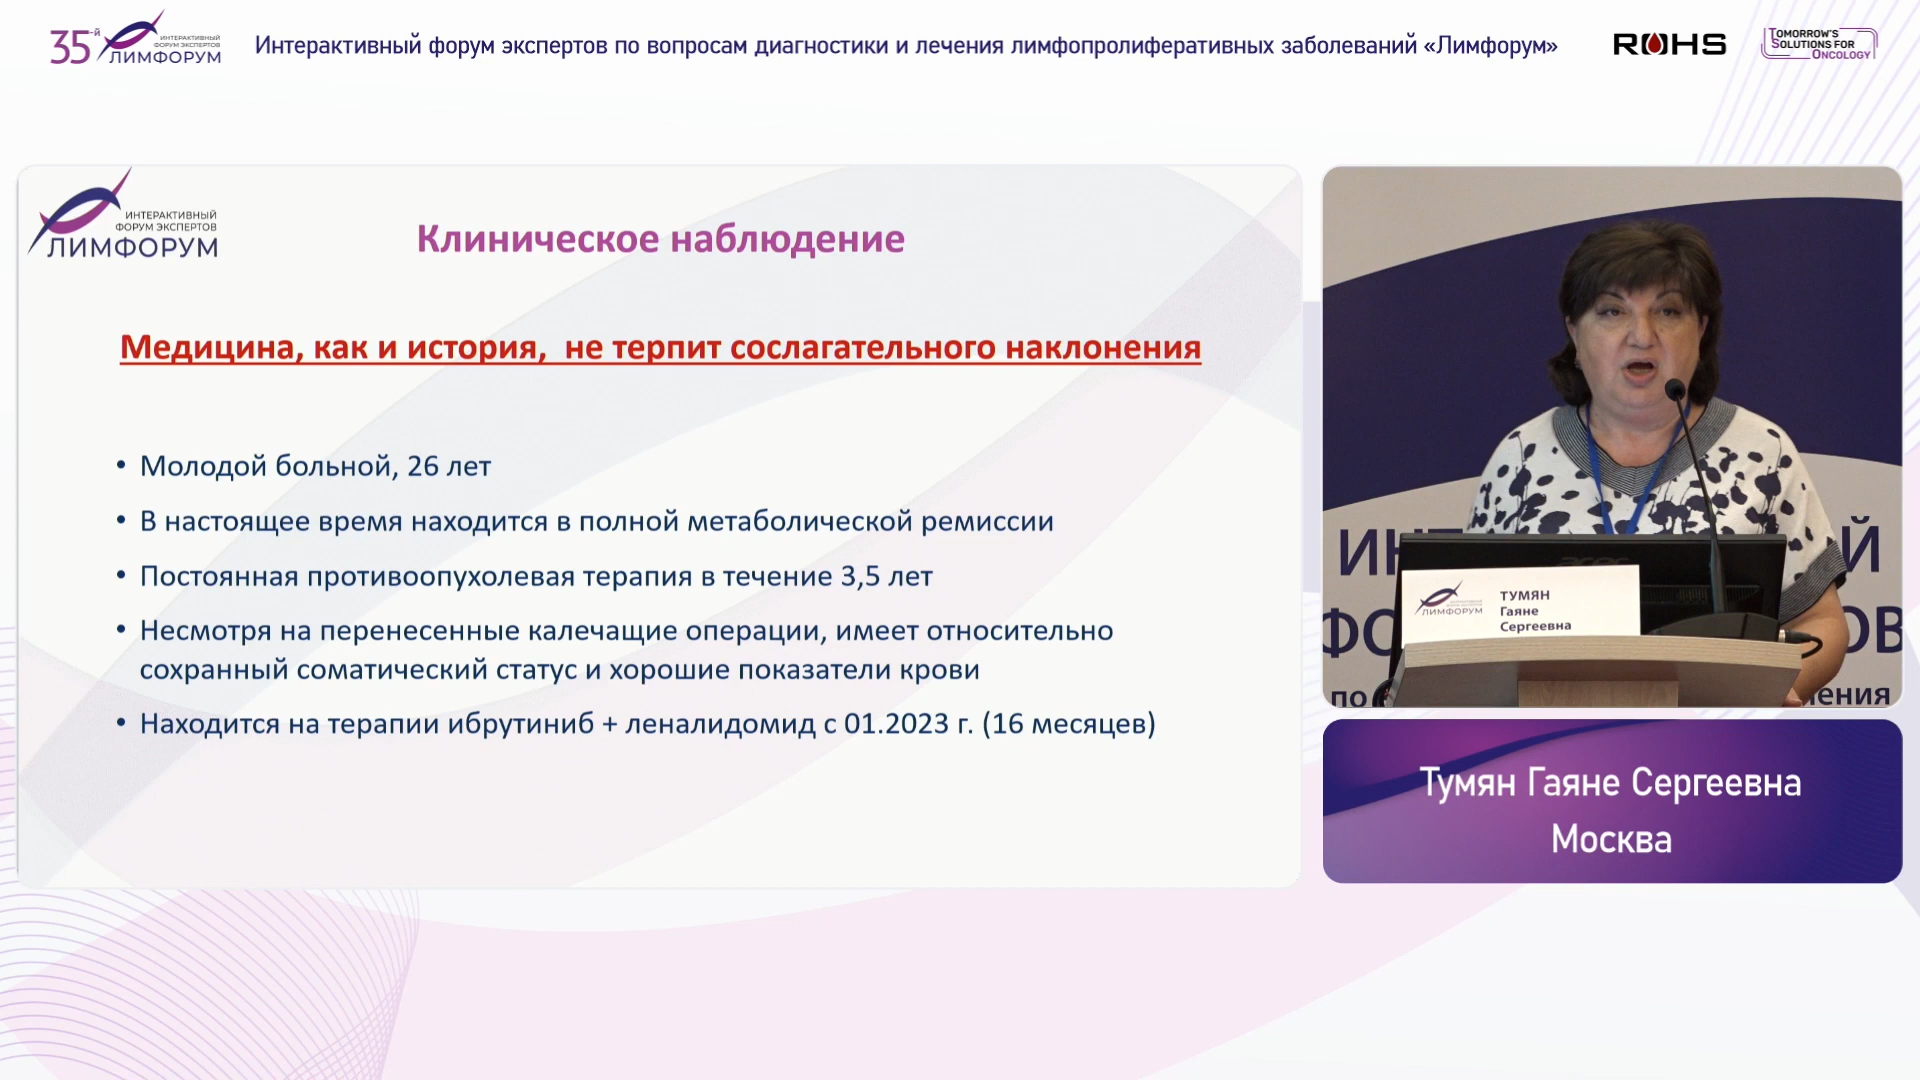 35-й
ИНТЕРАКТИВНЫЙ
ФОРУМ ЭКСПЕРТОВ
ЛИМФОРУМ
Интерактивный форум экспертов по вопросам диагностики и лечения лимфопролиферативных заболеваний «Лимфорум»
ROHS
TOMORROW'S
SOLUTIONS FOR
ONCOLOGY
ИНТЕРАКТИВНЫЙ
ФОРУМ ЭКСПЕРТОВ
ЛИМФОРУМ
Клиническое наблюдение
Медицина, как и история, не терпит сослагательного наклонения
• Молодой больной, 26 лет
• В настоящее время находится в полной метаболической ремиссии
• Постоянная противоопухолевая терапия в течение 3,5 лет
• Несмотря на перенесенные калечащие операции, имеет относительно
сохранный соматический статус и хорошие показатели крови
• Находится на терапии ибрутиниб + леналидомид с 01.2023 г. (16 месяцев)
ЛИМФОРУМ
ТУМЯН
Гаяне
Сергеевна
по
Тумян Гаяне Сергеевна
Москва